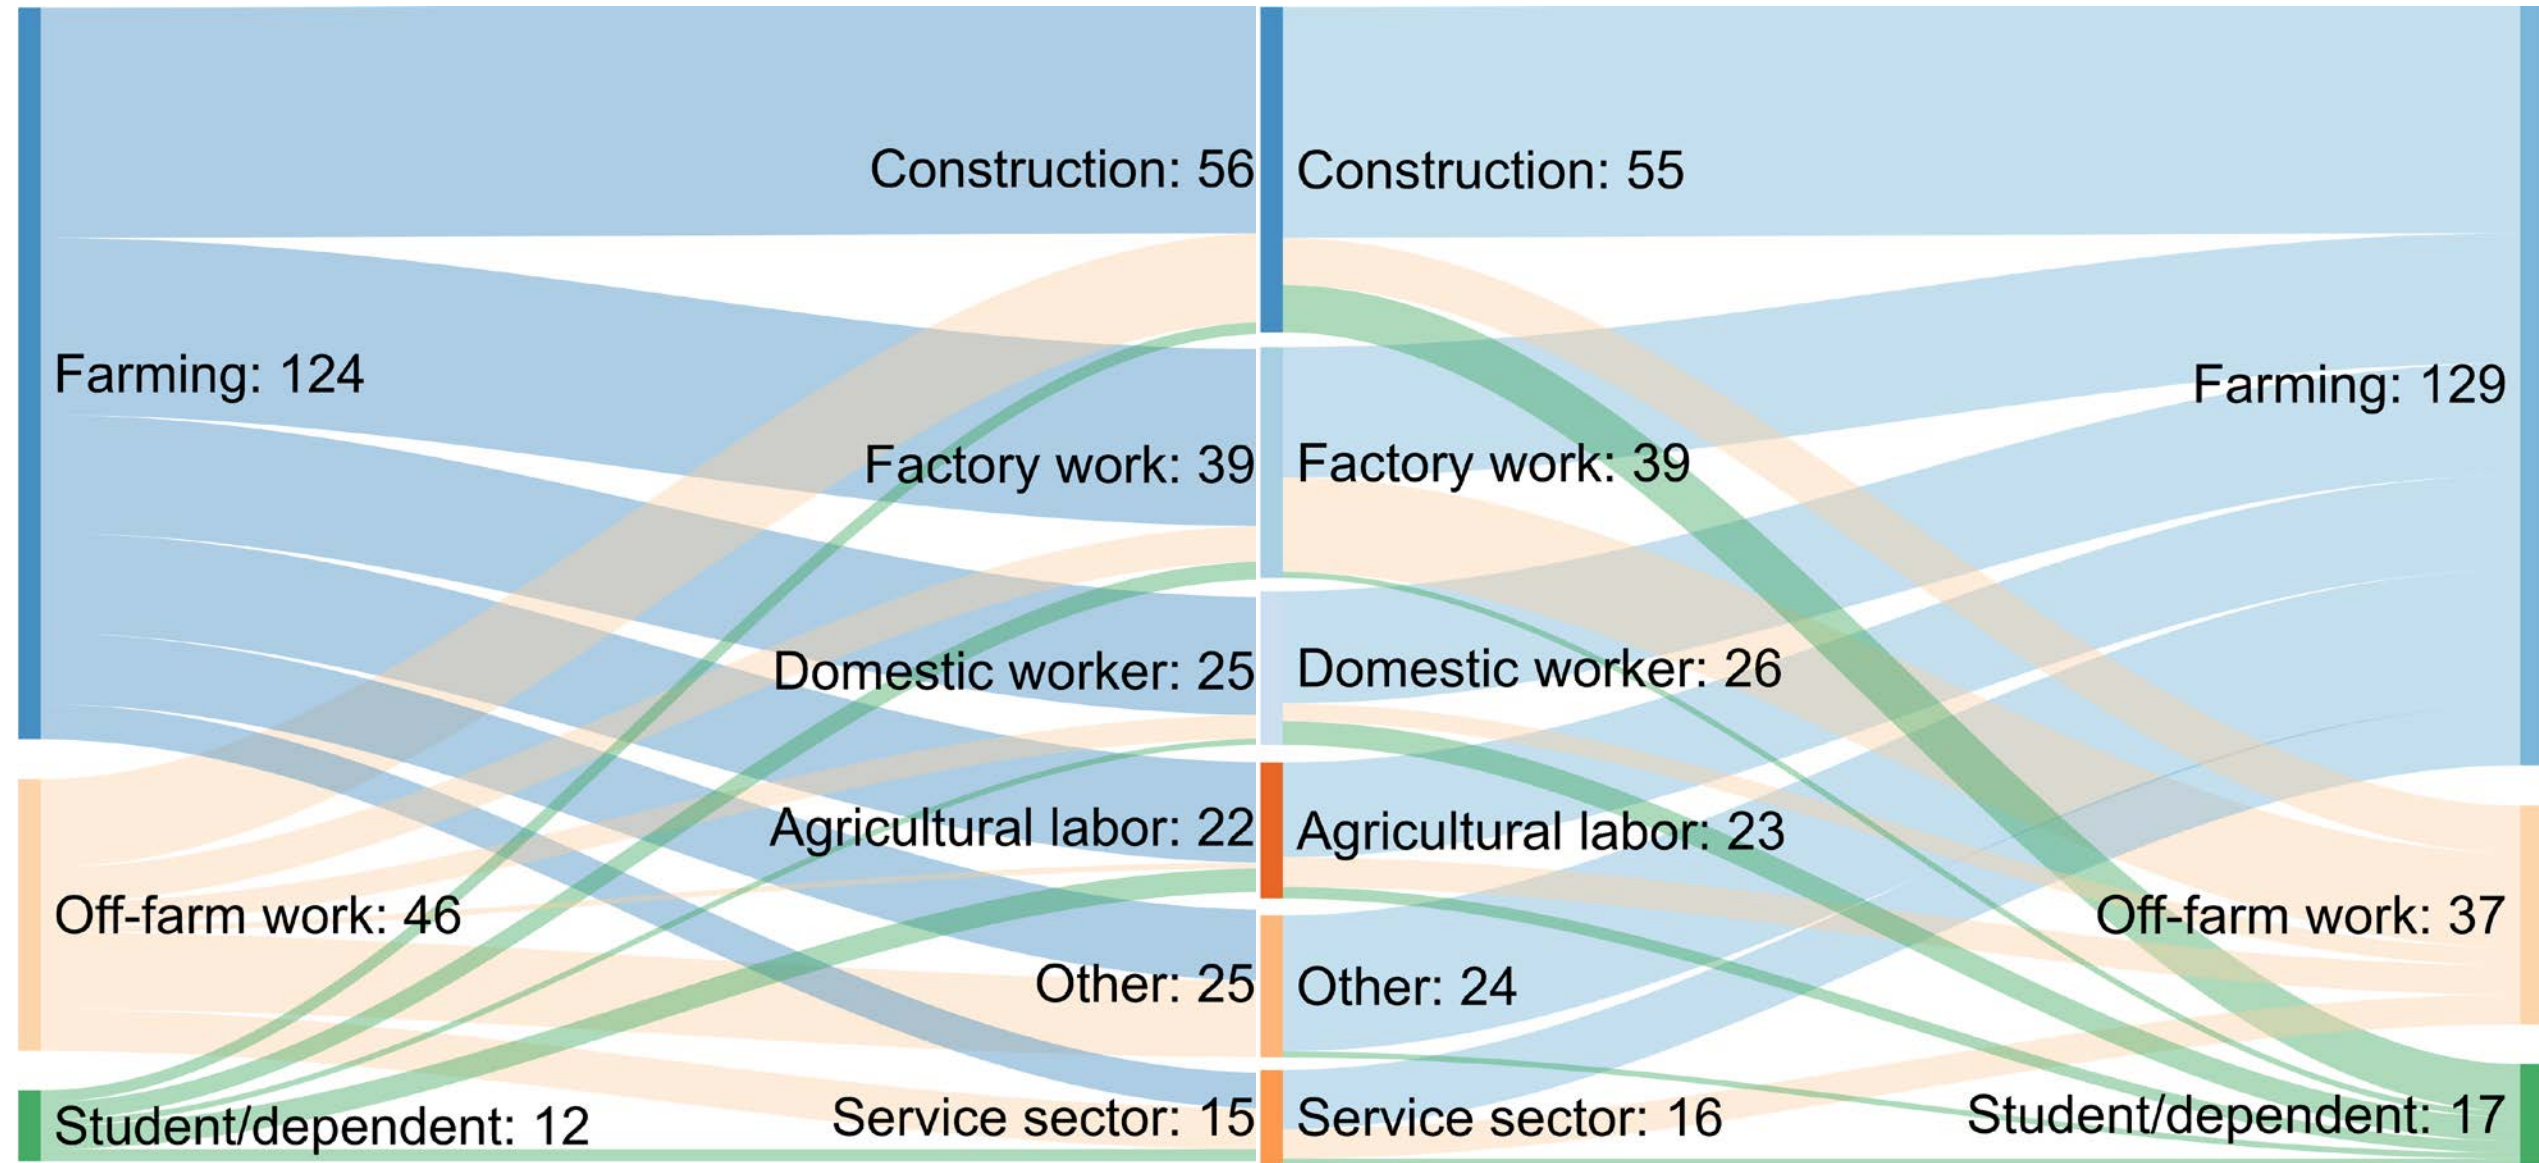 Construction: 56
Construction: 55
Farming: 124
Farming: 129
Factory work: 39
Factory work: 39
Domestic worker: 25
Domestic worker: 26
Agricultural labor: 22
Agricultural labor: 23
Off-farm work: 46
Off-farm work: 37
Other: 25
Other: 24
Student/dependent: 12
Service sector: 15
Service sector: 16
Student/dependent: 17